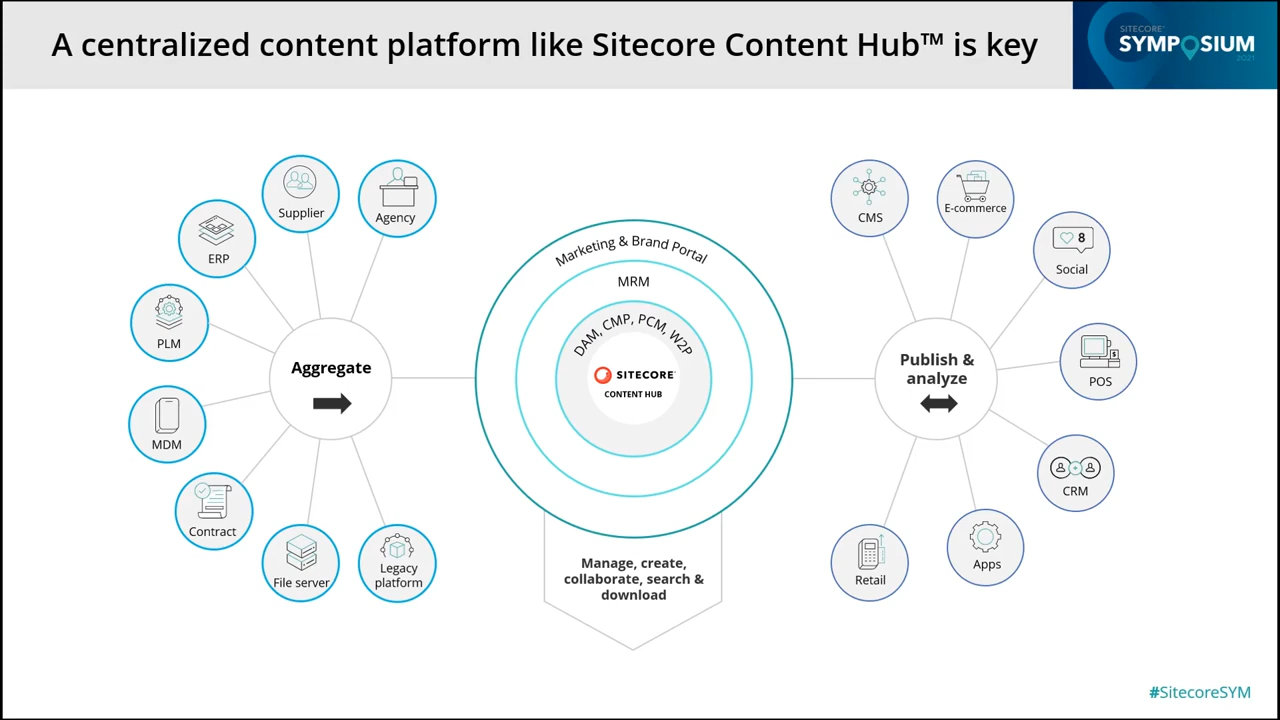 A centralized content platform like Sitecore Content Hub™ is key
SITECORE™
SYMPOSIUM
2021
Supplier
Agency
ERP
PLM
MDM
Contract
File server
Legacy
platform
Aggregate
Marketing & Brand Portal
MRM
DAM, CMP, PCM, W2P
SITECORE
CONTENT HUB
Manage, create,
collaborate, search &
download
Publish &
analyze
CMS
E-commerce
8
Social
POS
$
CRM
Apps
Retail
#SitecoreSYM